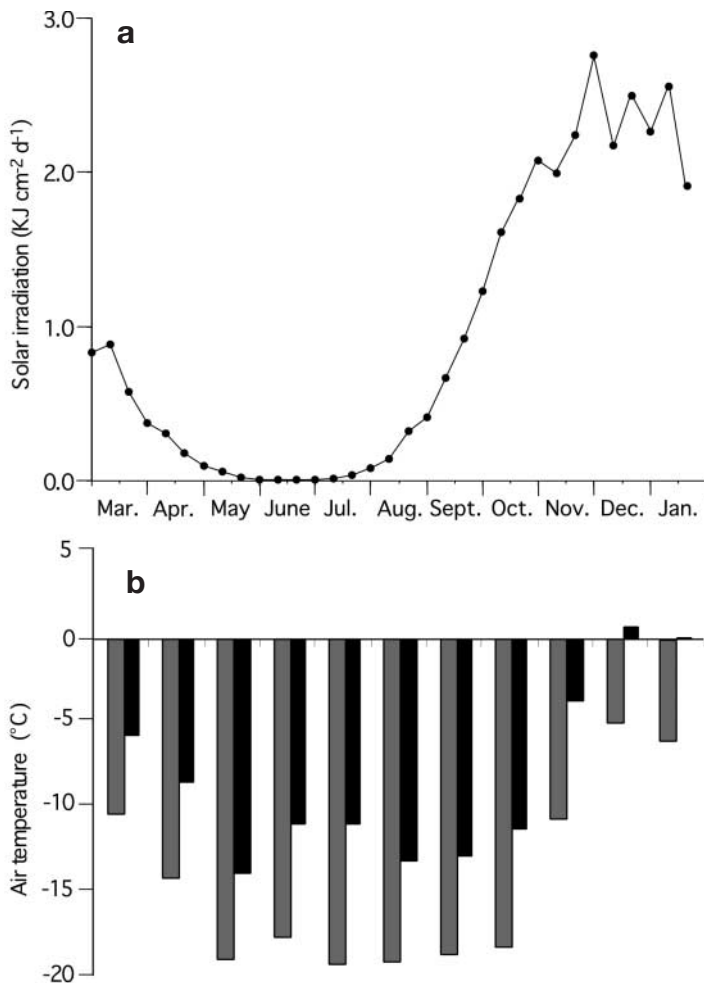 a
3.0
2.0
1.0
0.0
Solar irradiation (KJ cm-2 d-1)
Mar. Apr. May June Jul. Aug. Sept. Oct. Nov. Dec. Jan.
b
5
0
-5
-10
-15
-20
Air temperature (°C)